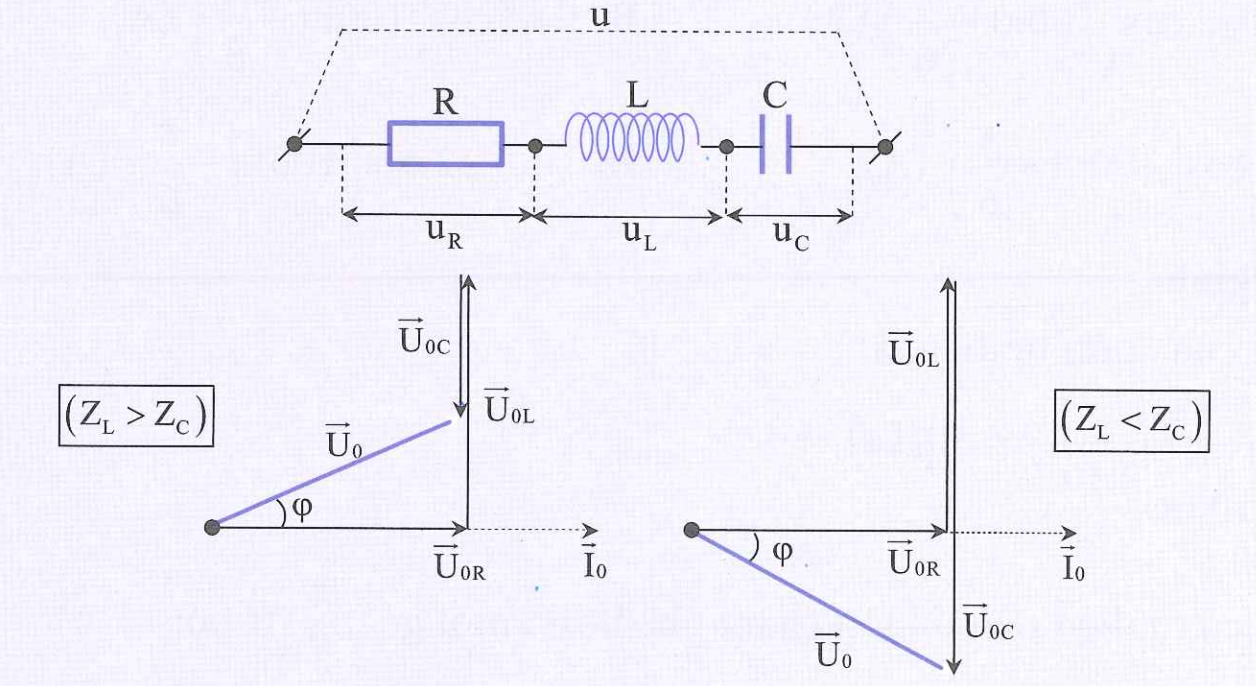 u
R L C
u_R u_L u_C
U⃗_0C
U⃗_0L
(Z_L > Z_C)
U⃗_0
φ
U⃗_0R I⃗_0
U⃗_0L
(Z_L < Z_C)
φ
U⃗_0R I⃗_0
U⃗_0C
U⃗_0